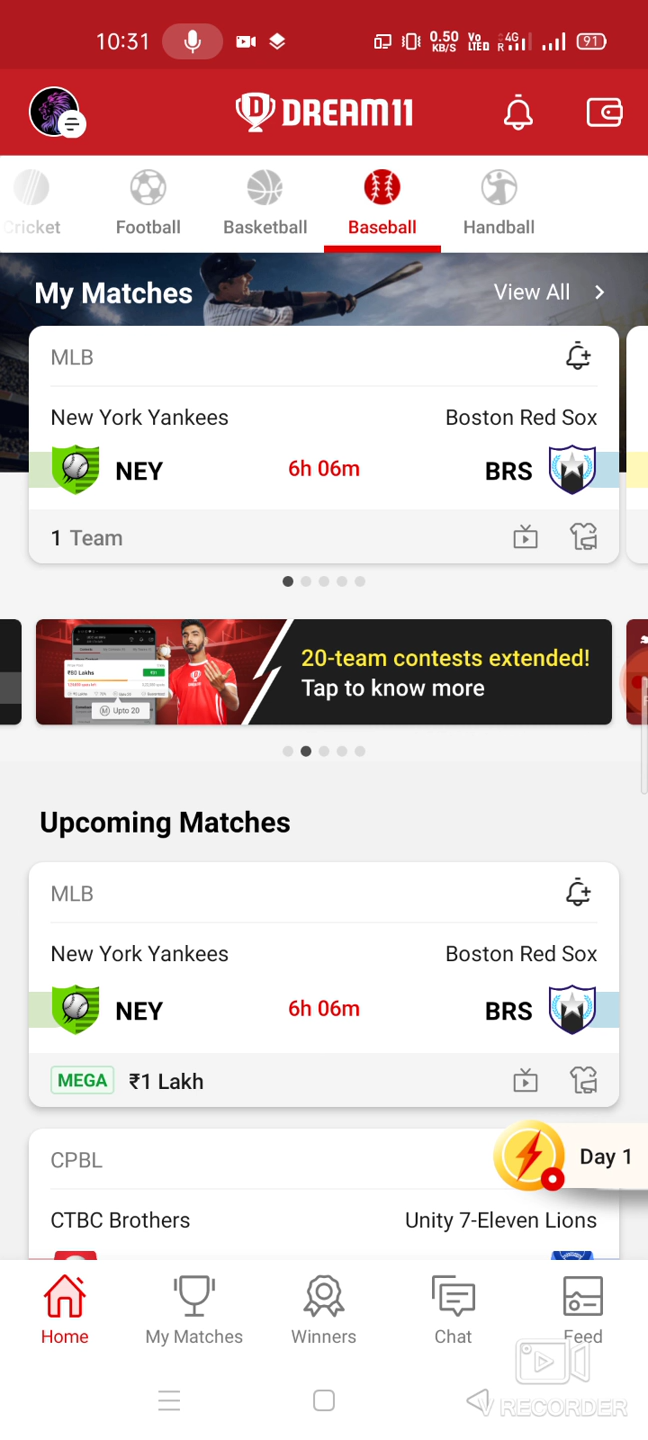 10:31 0.50 KB/S Vo LTED 4G R 91
DREAM11
Cricket Football Basketball Baseball Handball
My Matches View All
MLB
New York Yankees Boston Red Sox
NEY 6h 06m BRS
1 Team
20-team contests extended!
Tap to know more
Upto 20
Upcoming Matches
MLB
New York Yankees Boston Red Sox
NEY 6h 06m BRS
MEGA ₹1 Lakh
CPBL
Day 1
CTBC Brothers Unity 7-Eleven Lions
Home My Matches Winners Chat Feed
V RECORDER